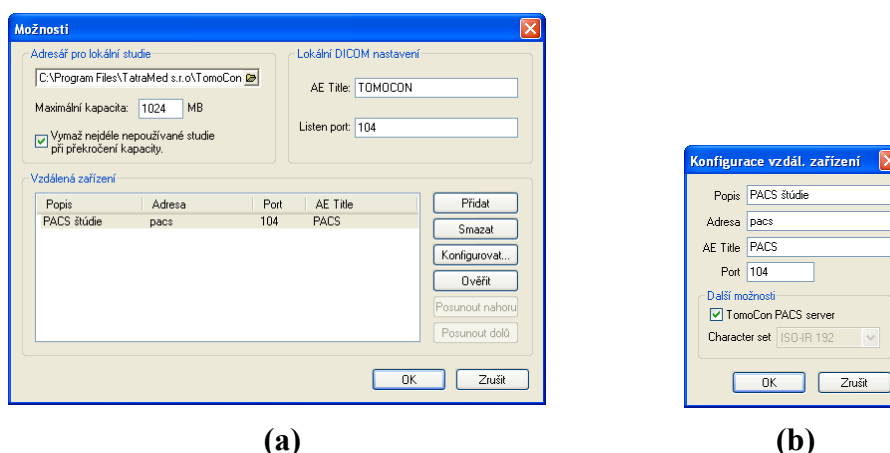 Možnosti
Adresář pro lokální studie
C:\Program Files\TatraMed s.r.o\TomoCon
Maximální kapacita: 1024 MB
Vymaž nejdéle nepoužívané studie
při překročení kapacity.
Lokální DICOM nastavení
AE Title: TOMOCON
Listen port: 104
Vzdálená zařízení
Popis Adresa Port AE Title
PACS štúdie pacs 104 PACS
Přidat
Smazat
Konfigurovat...
Ověřit
Posunout nahoru
Posunout dolů
OK Zrušit
(a)
Konfigurace vzdál. zařízení
Popis PACS štúdie
Adresa pacs
AE Title PACS
Port 104
Další možnosti
TomoCon PACS server
Character set ISO-IR 192
OK Zrušit
(b)